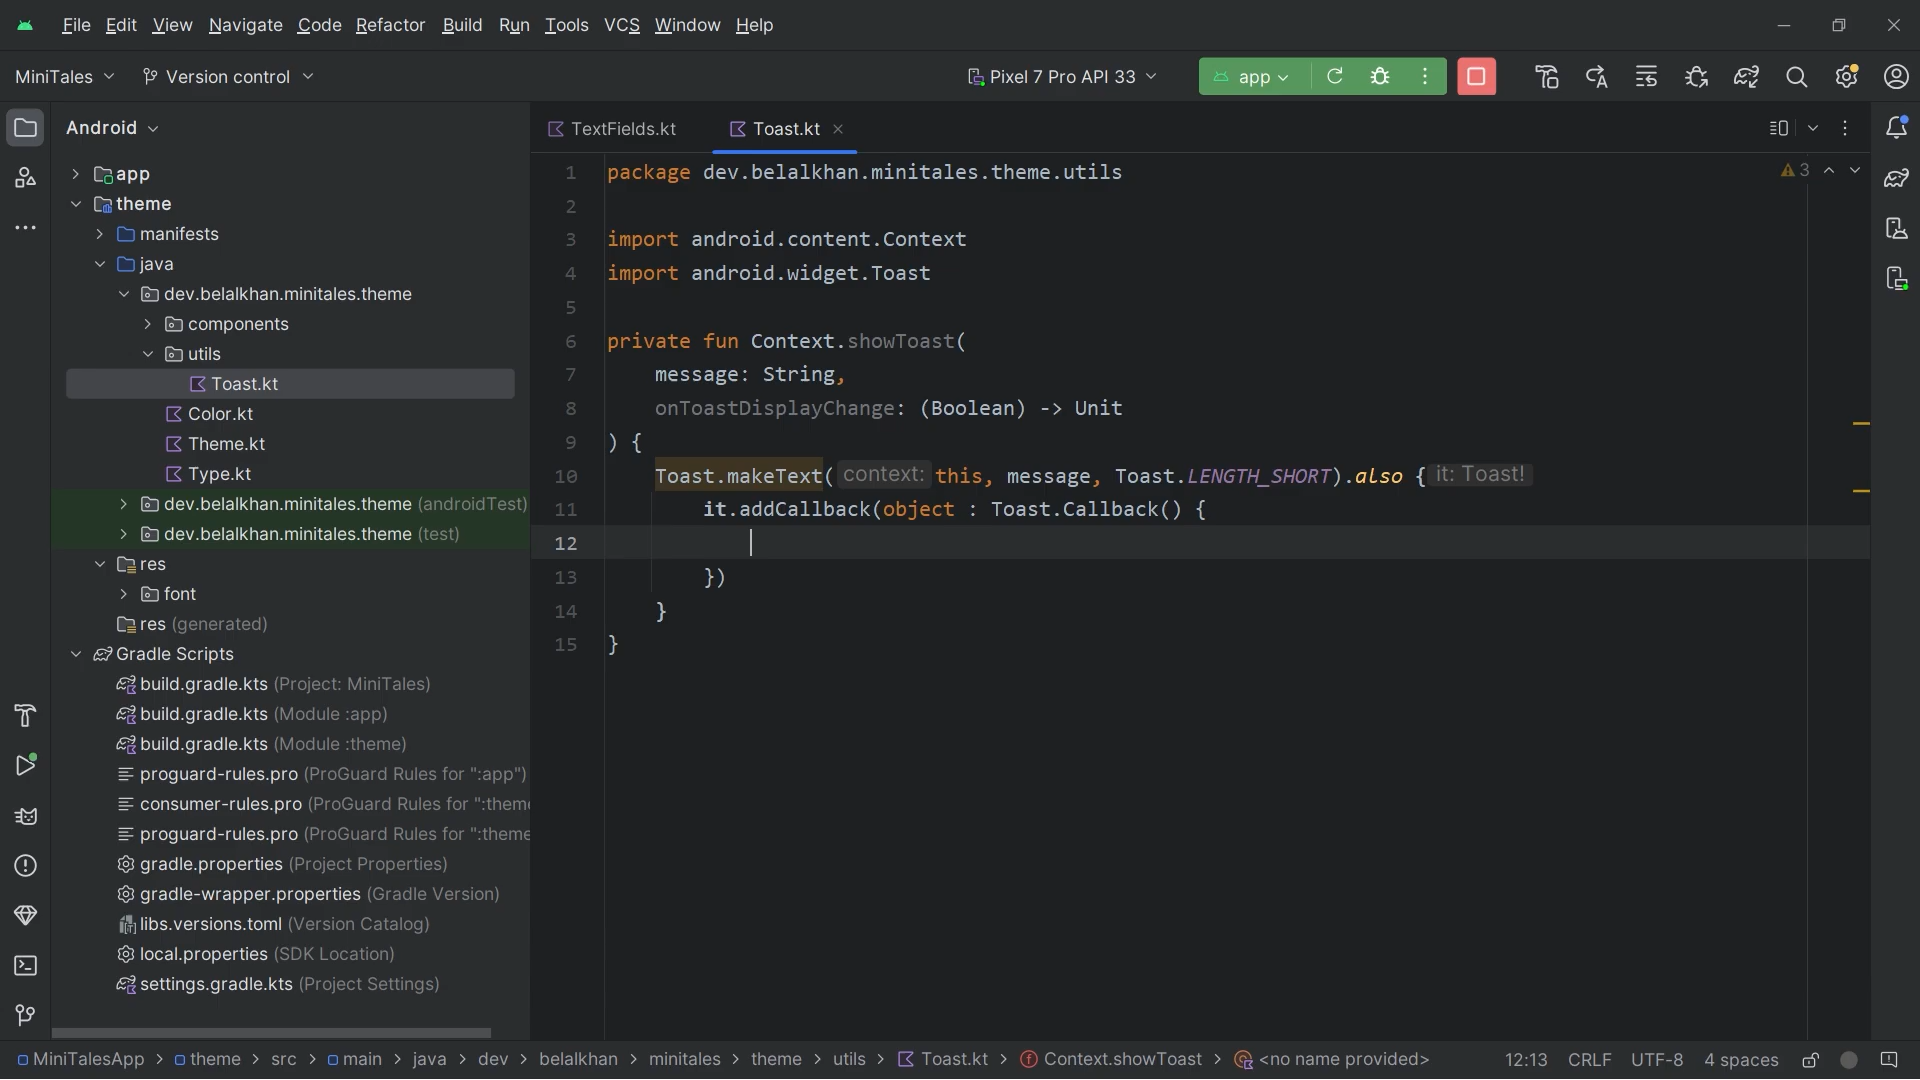 File Edit View Navigate Code Refactor Build Run Tools VCS Window Help
MiniTales Version control Pixel 7 Pro API 33 app
Android
app
theme
manifests
java
dev.belalkhan.minitales.theme
components
utils
Toast.kt
Color.kt
Theme.kt
Type.kt
dev.belalkhan.minitales.theme (androidTest)
dev.belalkhan.minitales.theme (test)
res
font
res (generated)
Gradle Scripts
build.gradle.kts (Project: MiniTales)
build.gradle.kts (Module :app)
build.gradle.kts (Module :theme)
proguard-rules.pro (ProGuard Rules for ":app")
consumer-rules.pro (ProGuard Rules for ":theme
proguard-rules.pro (ProGuard Rules for ":theme
gradle.properties (Project Properties)
gradle-wrapper.properties (Gradle Version)
libs.versions.toml (Version Catalog)
local.properties (SDK Location)
settings.gradle.kts (Project Settings)
TextFields.kt Toast.kt
3
1 package dev.belalkhan.minitales.theme.utils
2
3 import android.content.Context
4 import android.widget.Toast
5
6 private fun Context.showToast(
7 message: String,
8 onToastDisplayChange: (Boolean) -> Unit
9 ) {
10 Toast.makeText( context: this, message, Toast.LENGTH_SHORT).also { it: Toast!
11 it.addCallback(object : Toast.Callback() {
12
13 })
14 }
15 }
MiniTalesApp > theme > src > main > java > dev > belalkhan > minitales > theme > utils > Toast.kt > Context.showToast > <no name provided> 12:13 CRLF UTF-8 4 spaces